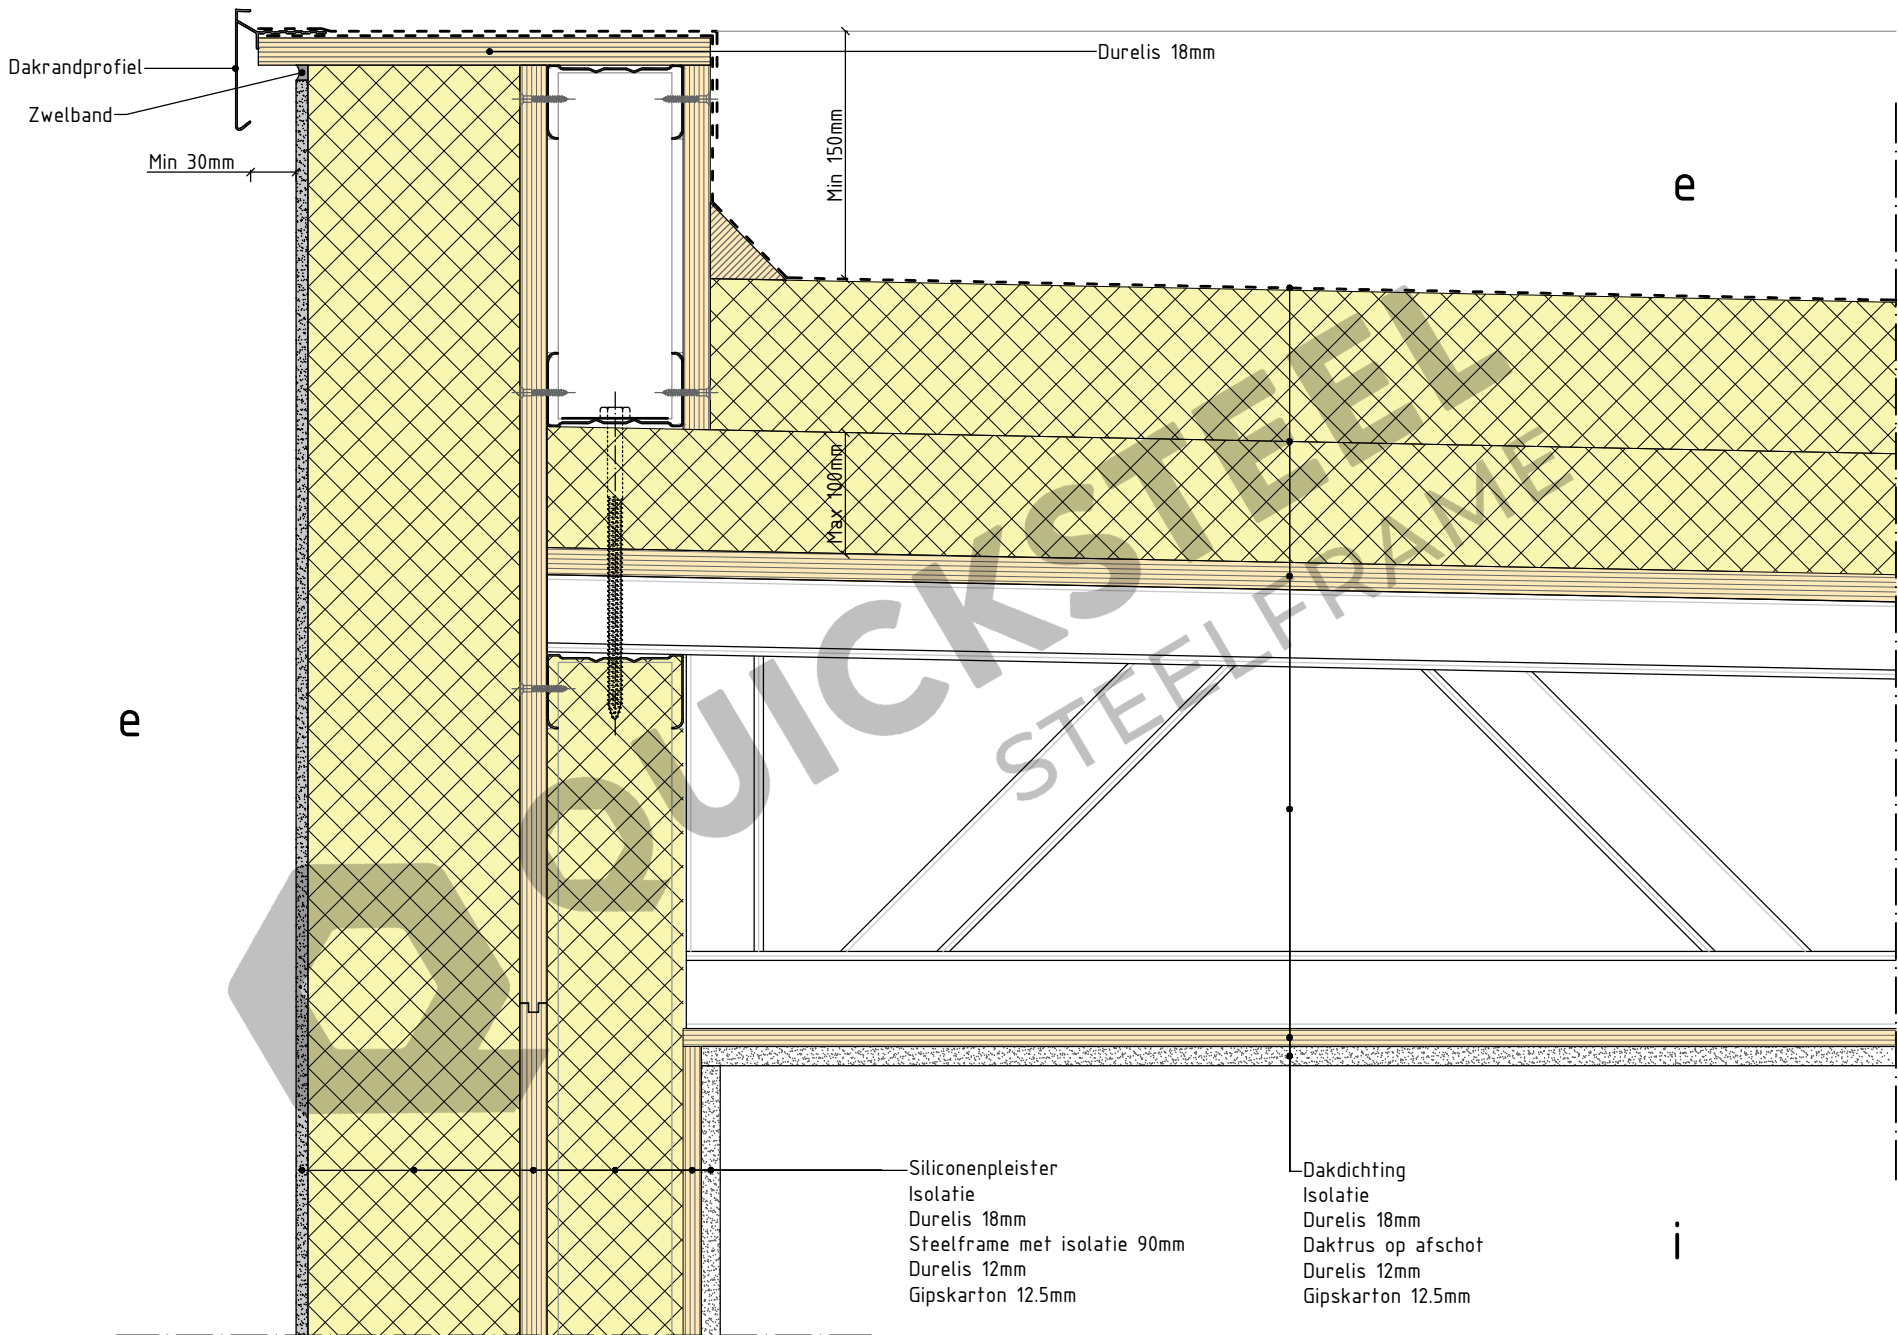 Dakrandprofiel
Zwelband
Min 30mm
Durelis 18mm
Min 150mm
e
Max 100mm
QUICKSTEEL
STEELFRAME
e
Siliconenpleister
Isolatie
Durelis 18mm
Steelframe met isolatie 90mm
Durelis 12mm
Gipskarton 12.5mm
Dakdichting
Isolatie
Durelis 18mm
Daktrus op afschot
Durelis 12mm
Gipskarton 12.5mm
i